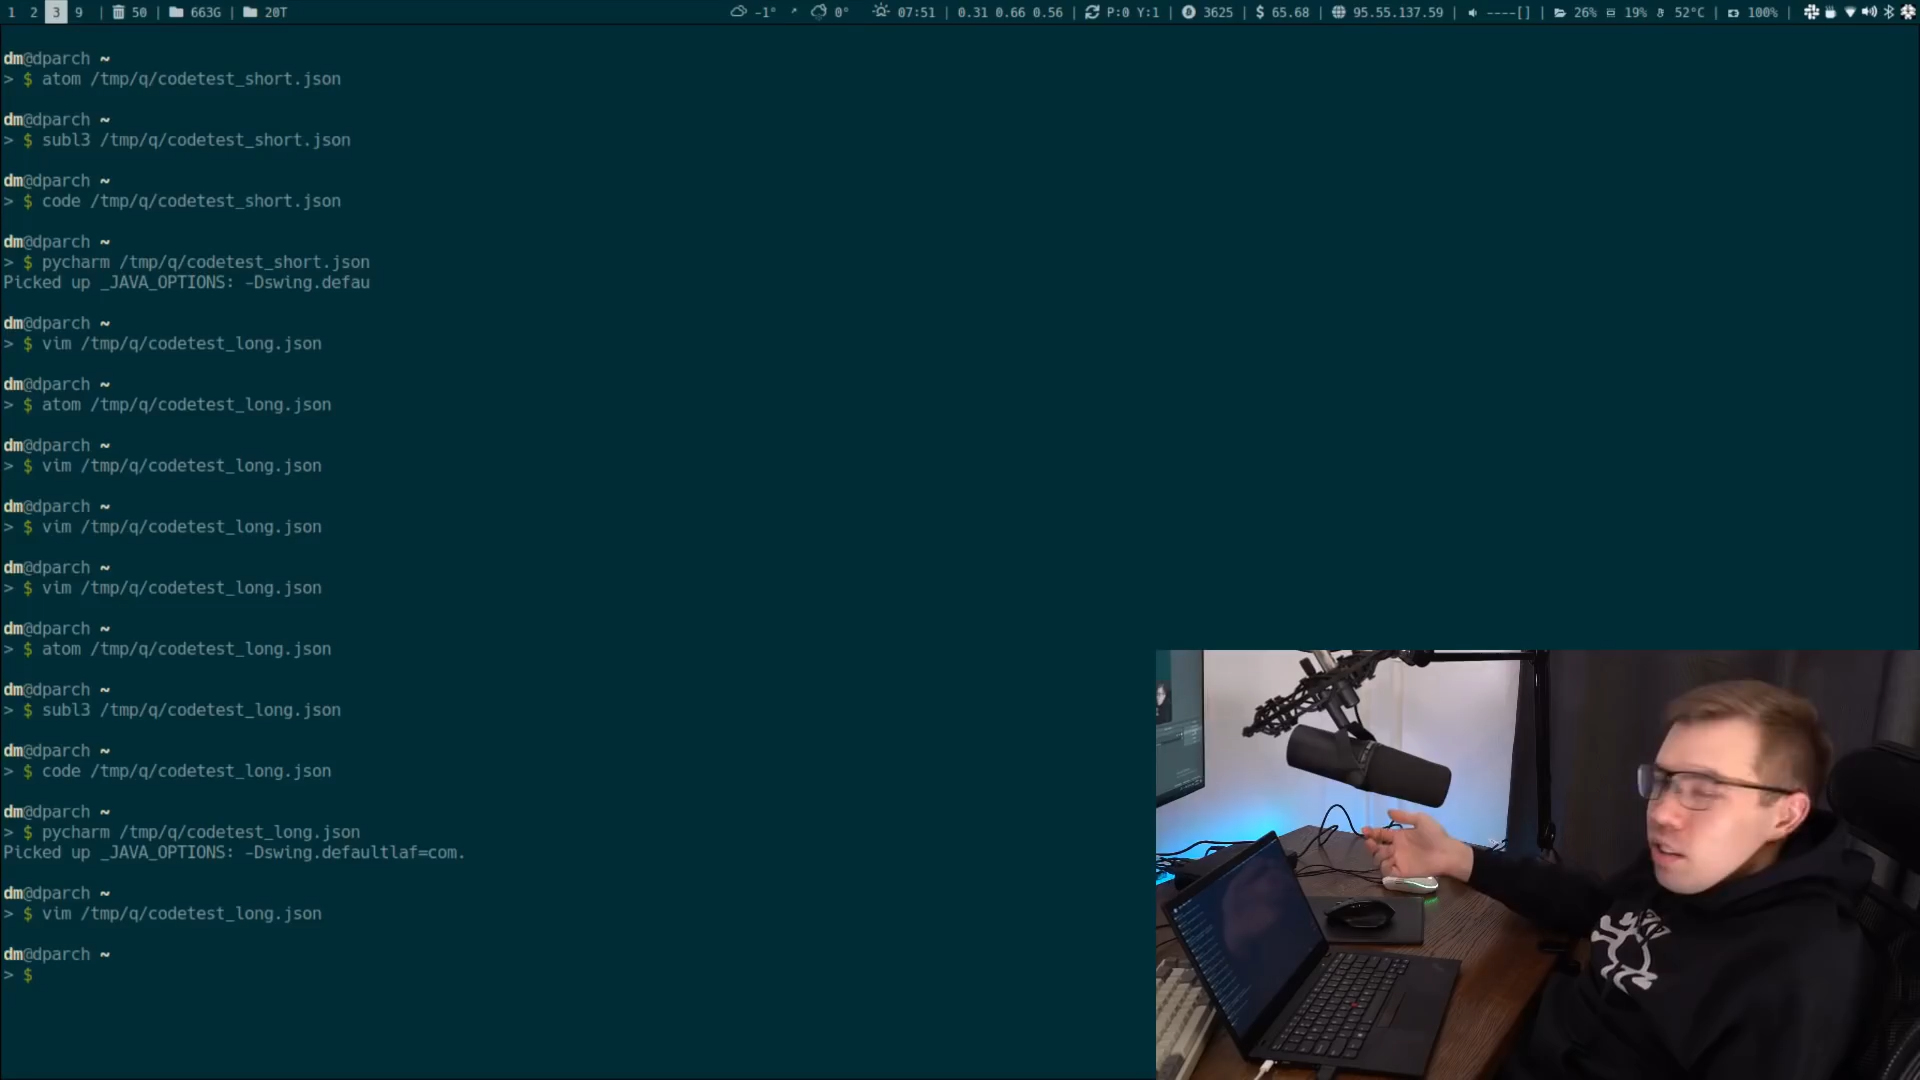 1 2 3 9 | 50 | 663G | 20T -1° ↗ 0° 07:51 | 0.31 0.66 0.56 | P:0 Y:1 | 3625 | $ 65.68 | 95.55.137.59 | ----[] | 26% 19% 52°C | 100% |
dm@dparch ~
> $ atom /tmp/q/codetest_short.json
dm@dparch ~
> $ subl3 /tmp/q/codetest_short.json
dm@dparch ~
> $ code /tmp/q/codetest_short.json
dm@dparch ~
> $ pycharm /tmp/q/codetest_short.json
Picked up _JAVA_OPTIONS: -Dswing.defau
dm@dparch ~
> $ vim /tmp/q/codetest_long.json
dm@dparch ~
> $ atom /tmp/q/codetest_long.json
dm@dparch ~
> $ vim /tmp/q/codetest_long.json
dm@dparch ~
> $ vim /tmp/q/codetest_long.json
dm@dparch ~
> $ vim /tmp/q/codetest_long.json
dm@dparch ~
> $ atom /tmp/q/codetest_long.json
dm@dparch ~
> $ subl3 /tmp/q/codetest_long.json
dm@dparch ~
> $ code /tmp/q/codetest_long.json
dm@dparch ~
> $ pycharm /tmp/q/codetest_long.json
Picked up _JAVA_OPTIONS: -Dswing.defaultlaf=com.
dm@dparch ~
> $ vim /tmp/q/codetest_long.json
dm@dparch ~
> $